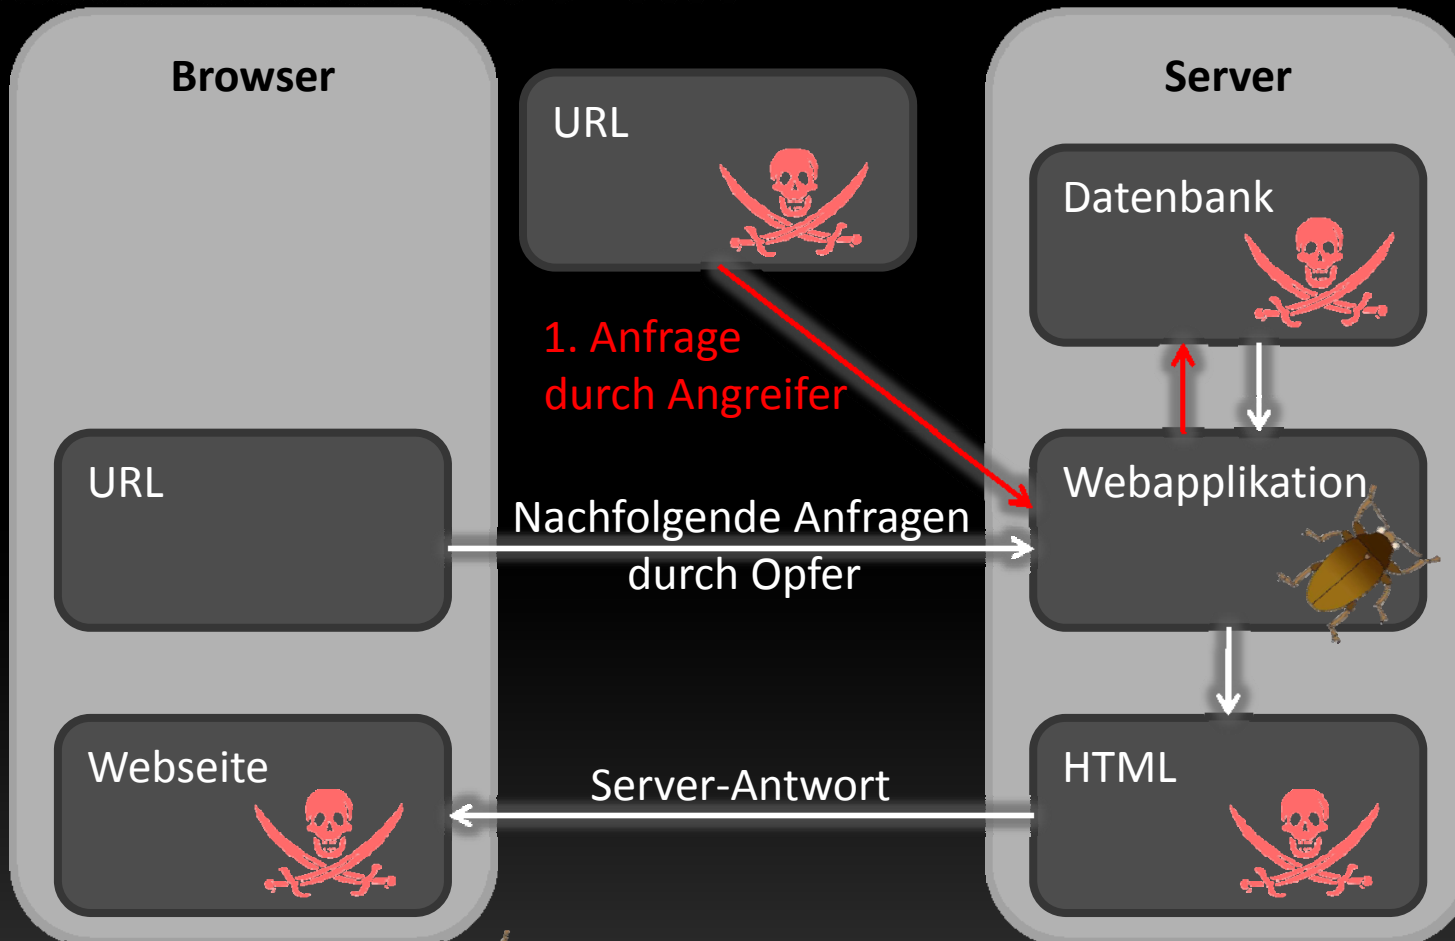 Browser
URL
Server
Datenbank
1. Anfrage
durch Angreifer
URL
Nachfolgende Anfragen
durch Opfer
Webapplikation
Webseite
Server-Antwort
HTML